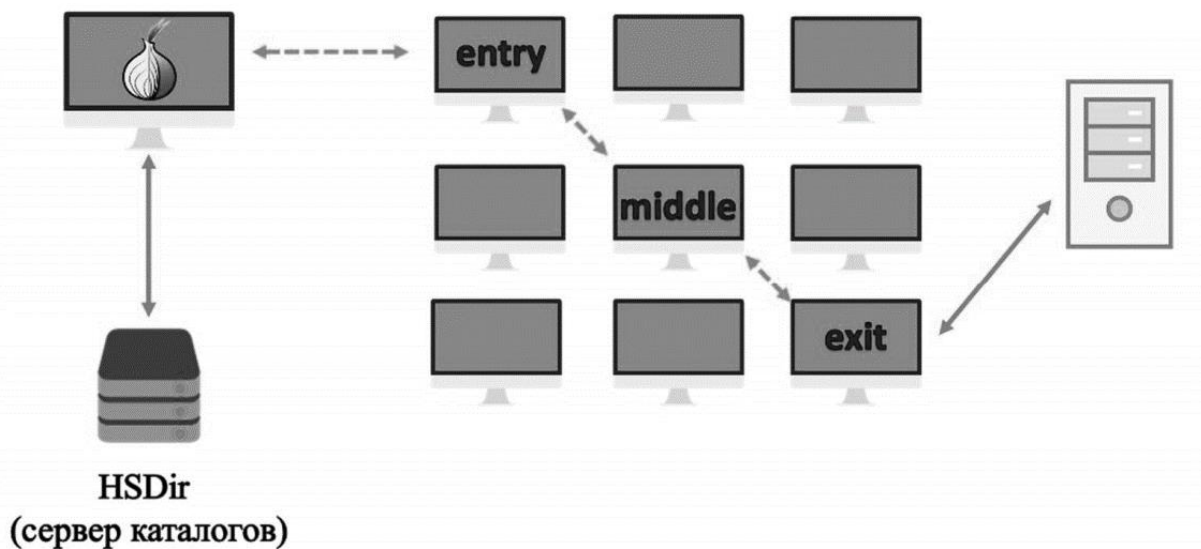 entry
middle
exit
HSDir
(сервер каталогов)